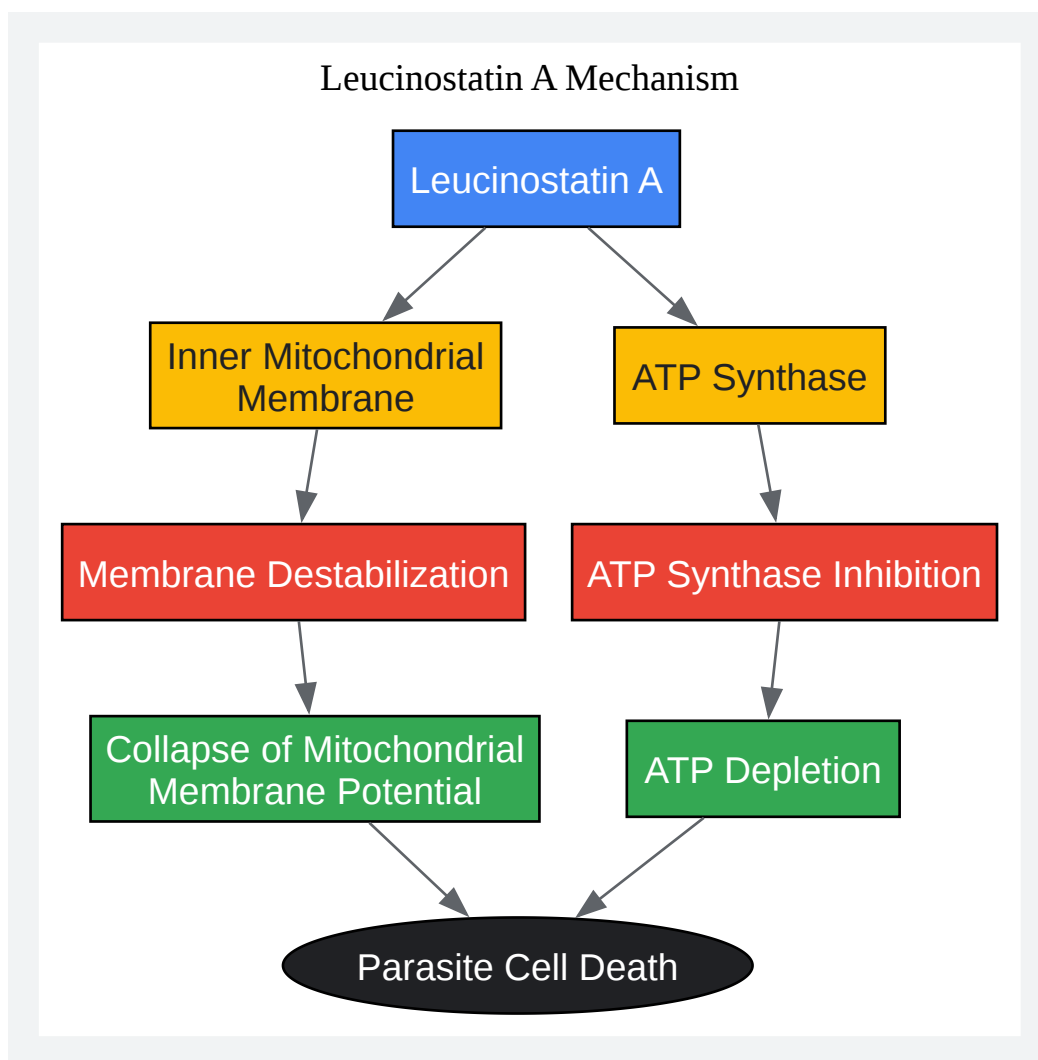 Leucinostatin A Mechanism
Leucinostatin A
Inner Mitochondrial
Membrane
ATP Synthase
Membrane Destabilization
ATP Synthase Inhibition
Collapse of Mitochondrial
Membrane Potential
ATP Depletion
Parasite Cell Death